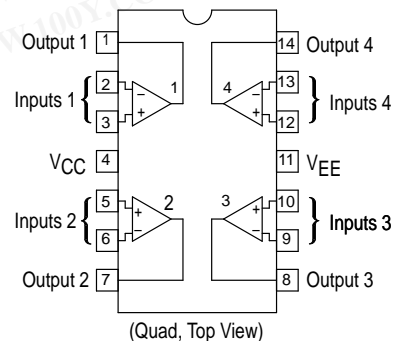 W.100Y.C
Output 1 1 14 Output 4
2 − 1 4 − 13
Inputs 1 { } Inputs 4
3 + + 12
VCC 4 11 VEE
5 + 2 3 + 10
Inputs 2 { } Inputs 3
6 − − 9
Output 2 7 8 Output 3
(Quad, Top View)